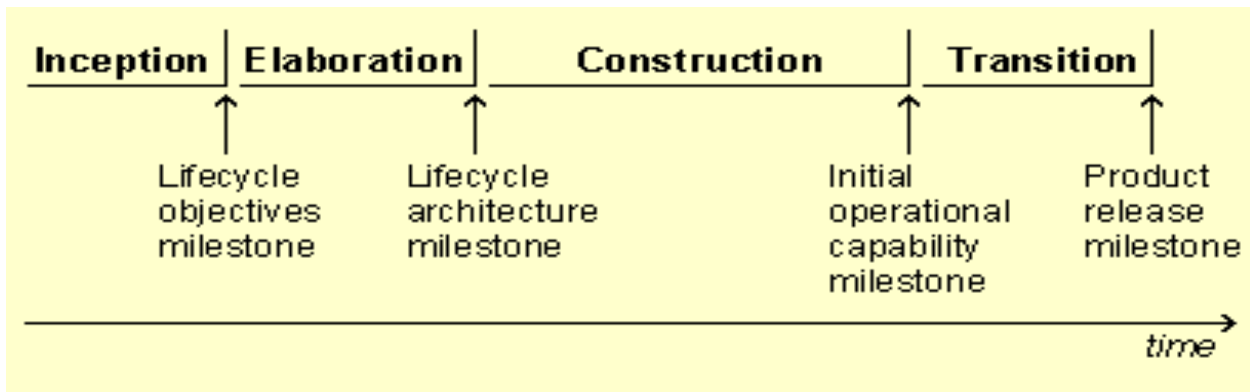 Inception Elaboration Construction Transition
Lifecycle
objectives
milestone
Lifecycle
architecture
milestone
Initial
operational
capability
milestone
Product
release
milestone
time